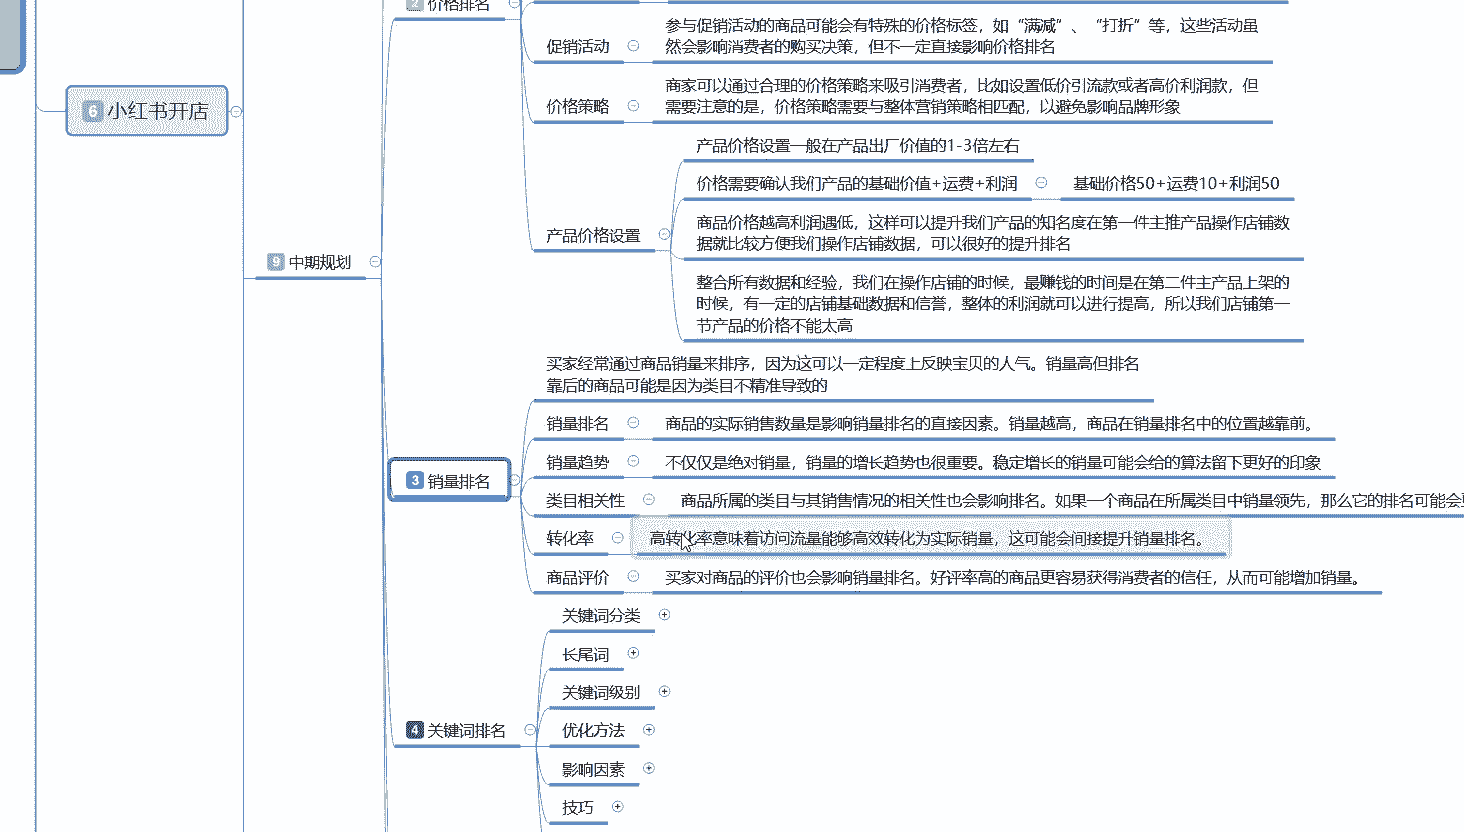 6 小红书开店
9 中期规划
2 价格排名
促销活动
参与促销活动的商品可能会有特殊的价格标签，如“满减”、“打折”等，这些活动虽
然会影响消费者的购买决策，但不一定直接影响价格排名
价格策略
商家可以通过合理的价格策略来吸引消费者，比如设置低价引流款或者高价利润款，但
需要注意的是，价格策略需要与整体营销策略相匹配，以避免影响品牌形象
产品价格设置
产品价格设置一般在产品出厂价值的1-3倍左右
价格需要确认我们产品的基础价值+运费+利润
基础价格50+运费10+利润50
商品价格越高利润遇低，这样可以提升我们产品的知名度在第一件主推产品操作店铺数
据就比较方便我们操作店铺数据，可以很好的提升排名
整合所有数据和经验，我们在操作店铺的时候，最赚钱的时间是在第二件主产品上架的
时候，有一定的店铺基础数据和信誉，整体的利润就可以进行提高，所以我们店铺第一
节产品的价格不能太高
3 销量排名
买家经常通过商品销量来排序，因为这可以一定程度上反映宝贝的人气。销量高但排名
靠后的商品可能是因为类目不精准导致的
销量排名
商品的实际销售数量是影响销量排名的直接因素。销量越高，商品在销量排名中的位置越靠前。
销量趋势
不仅仅是绝对销量，销量的增长趋势也很重要。稳定增长的销量可能会给的算法留下更好的印象
类目相关性
商品所属的类目与其销售情况的相关性也会影响排名。如果一个商品在所属类目中销量领先，那么它的排名可能会
转化率
高转化率意味着访问流量能够高效转化为实际销量，这可能会间接提升销量排名。
商品评价
买家对商品的评价也会影响销量排名。好评率高的商品更容易获得消费者的信任，从而可能增加销量。
4 关键词排名
关键词分类
长尾词
关键词级别
优化方法
影响因素
技巧